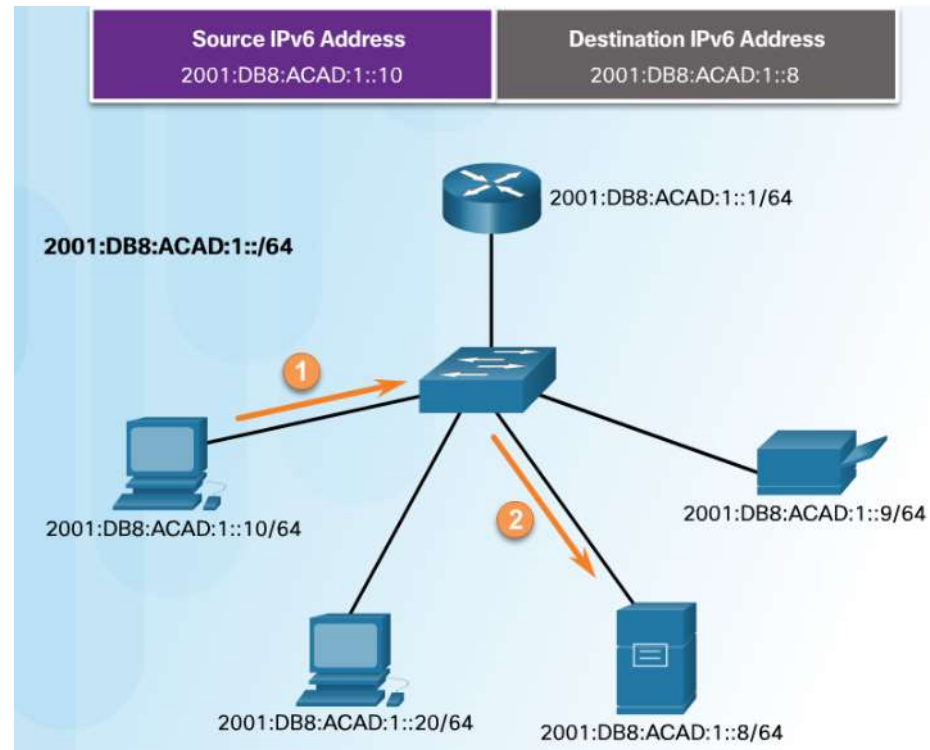 Source IPv6 Address
2001:DB8:ACAD:1::10
Destination IPv6 Address
2001:DB8:ACAD:1::8
2001:DB8:ACAD:1::1/64
2001:DB8:ACAD:1::/64
1
2001:DB8:ACAD:1::10/64
2
2001:DB8:ACAD:1::9/64
2001:DB8:ACAD:1::20/64
2001:DB8:ACAD:1::8/64